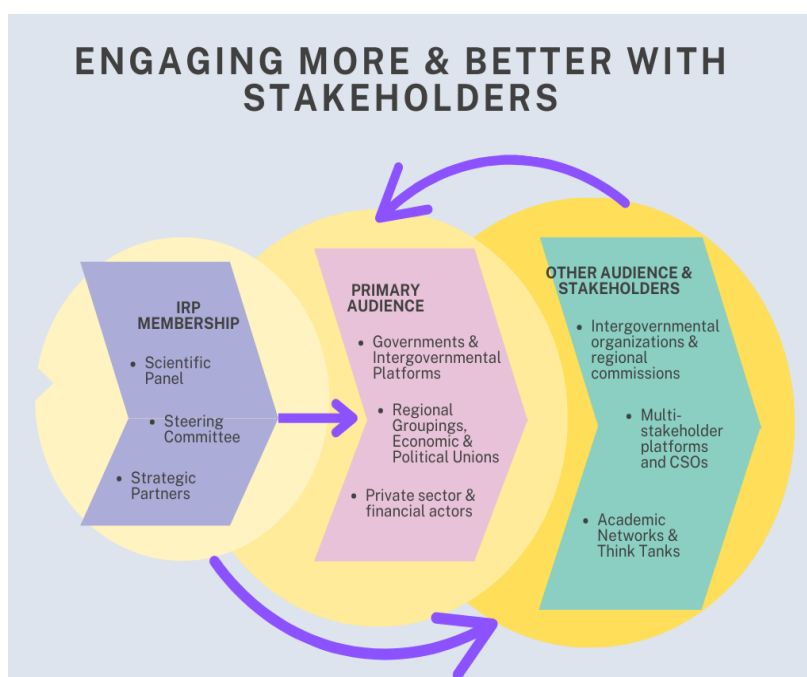 ENGAGING MORE & BETTER WITH
STAKEHOLDERS
IRP
MEMBERSHIP
• Scientific
Panel
• Steering
Committee
• Strategic
Partners
PRIMARY
AUDIENCE
• Governments &
Intergovernmental
Platforms
• Regional
Groupings,
Economic &
Political Unions
• Private sector &
financial actors
OTHER AUDIENCE &
STAKEHOLDERS
• Intergovernmental
organizations &
regional
commissions
• Multi-
stakeholder
platforms
and CSOs
• Academic
Networks &
Think Tanks